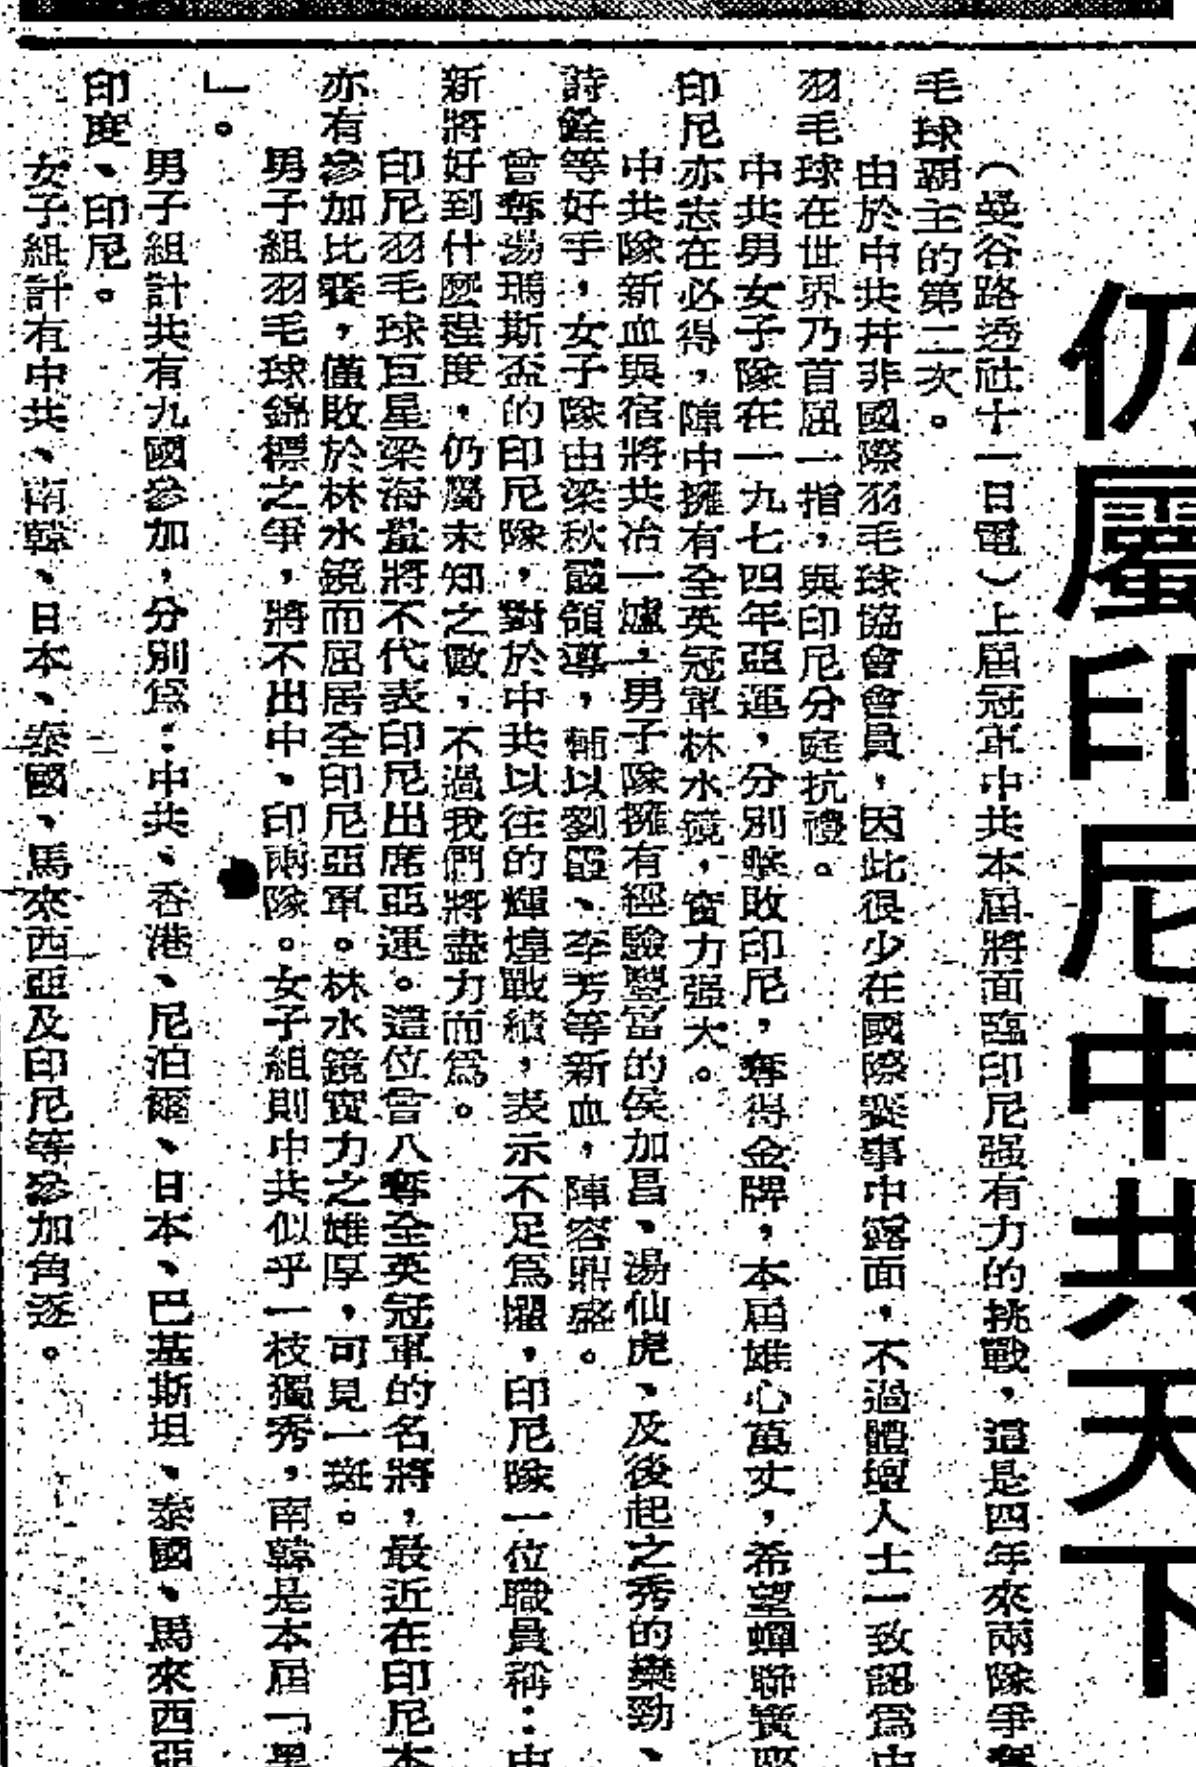 仍屬印尼中共天下
（曼谷路透社十一日電）上屆冠軍中共本屆將面臨印尼强有力的挑戰，這是四年來兩隊爭奪
毛球霸主的第二次。
由於中共幷非國際羽毛球協會會員，因此很少在國際賽事中露面，不過體壇人士一致認爲中
羽毛球在世界乃首屈一指，與印尼分庭抗禮。
中共男女子隊在一九七四年亞運，分別擊敗印尼，奪得金牌，本屆雄心萬丈，希望蟬聯寶座
印尼亦志在必得，陣中擁有全英冠軍林水鏡，實力强大。
中共隊新血與宿將共冶一爐，男子隊擁有經驗豐富的侯加昌、湯仙虎、及後起之秀的欒勁、
詩銓等好手，女子隊由梁秋霞領導，輔以劉霞、李芳等新血，陣容鼎盛。
曾奪湯瑪斯盃的印尼隊，對於中共以往的輝煌戰績，表示不足爲懼，印尼隊一位職員稱：中
新將好到什麽程度，仍屬未知之數，不過我們將盡力而爲。
印尼羽毛球巨星梁海量將不代表印尼出席亞運。這位曾八奪全英冠軍的名將，最近在印尼本
亦有參加比賽，僅敗於林水鏡而屈居全印尼亞軍。林水鏡實力之雄厚，可見一斑。
男子組羽毛球錦標之爭，將不出中、印兩隊。女子組則中共似乎一枝獨秀，南韓是本屆「黑
」。
男子組計共有九國參加，分別爲：中共、香港、尼泊爾、日本、巴基斯坦、泰國、馬來西亞
印度、印尼。
女子組計有中共、南韓、日本、泰國、馬來西亞及印尼等參加角逐。